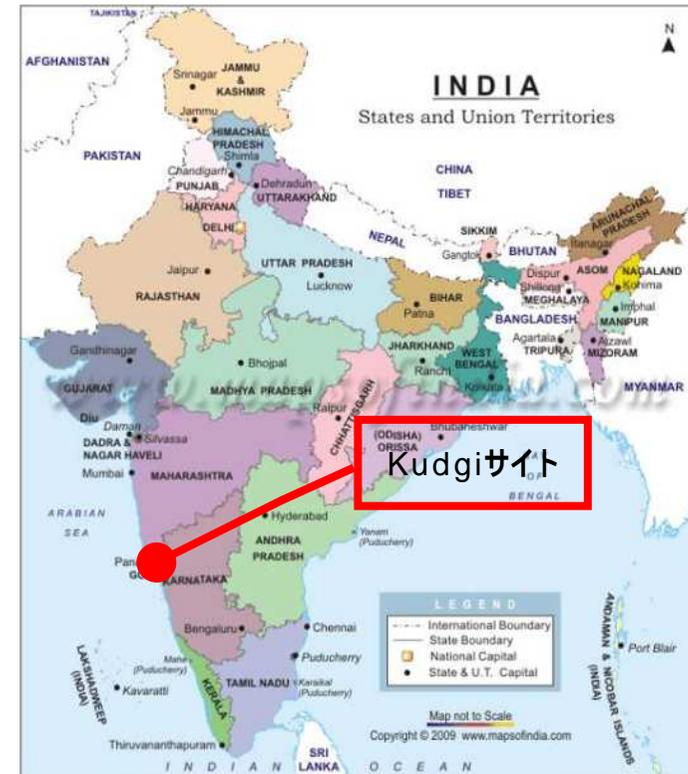 TAJIKISTAN
N
AFGHANISTAN
JAMMU
&
KASHMIR
Srinagar
Jammu
INDIA
States and Union Territories
HIMACHAL
PRADESH
Shimla
PAKISTAN
Chandigarh
PUNJAB
Dehradun
UTTARAKHAND
CHINA
TIBET
HARYANA
DELHI
NEPAL
SIKKIM
Gangtok
BHUTAN
ARUNACHAL
PRADESH
Itanagar
Jaipur
RAJASTHAN
UTTAR PRADESH
Lucknow
Dispur
ASOM
NAGALAND
Kohima
Shillong
MEGHALAYA
BIHAR
Patna
Imphal
MANIPUR
BANGLADESH
Agartala
TRIPURA
Aizawl
MIZORAM
Gandhinagar
GUJARAT
Bhopal
MADHYA PRADESH
JHARKHAND
Ranchi
WEST
BENGAL
Kolkata
MYANMAR
Raipur
CHHATTISGARH
Diu
Daman
DADRA &
NAGAR HAVELI
Silvassa
(ODISHA)
ORISSA
Bhubaneshwar
Kudgiサイト
OF
BENGAL
Mumbai
MAHARASHTRA
ARABIAN
SEA
Hyderabad
ANDHRA
PRADESH
Yanam
(Puducherry)
KARNATAKA
Bengaluru
Chennai
LEGEND
International Boundary
State Boundary
National Capital
State & U.T. Capital
Mahe
(Puducherry)
Puducherry
Karaikal
(Puducherry)
LAKSHADWEEP
(INDIA)
Kavaratti
KERALA
TAMIL NADU
ANDAMAN & NICOBAR ISLANDS
(INDIA)
Port Blair
Map not to Scale
Copyright © 2009 www.mapsofindia.com
Thiruvananthapuram
SRI
LANKA
INDIAN OCEAN